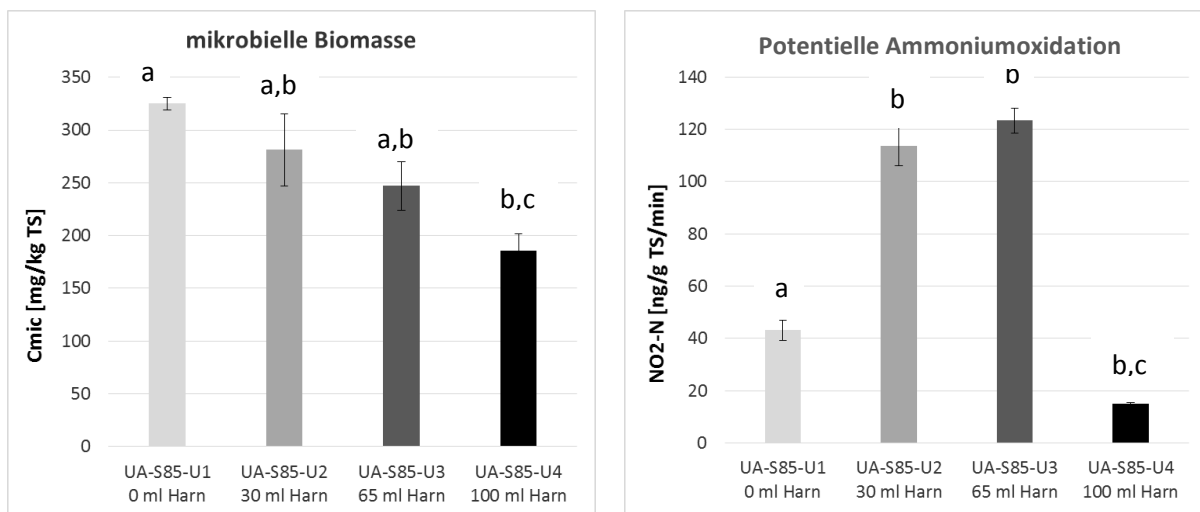 mikrobielle Biomasse
Cmic [mg/kg TS]
350
300
250
200
150
100
50
0
a
a,b
a,b
b,c
UA-S85-U1 UA-S85-U2 UA-S85-U3 UA-S85-U4
0 ml Harn 30 ml Harn 65 ml Harn 100 ml Harn
Potentielle Ammoniumoxidation
NO2-N [ng/g TS/min]
140
120
100
80
60
40
20
0
a
b
b
b,c
UA-S85-U1 UA-S85-U2 UA-S85-U3 UA-S85-U4
0 ml Harn 30 ml Harn 65 ml Harn 100 ml Harn